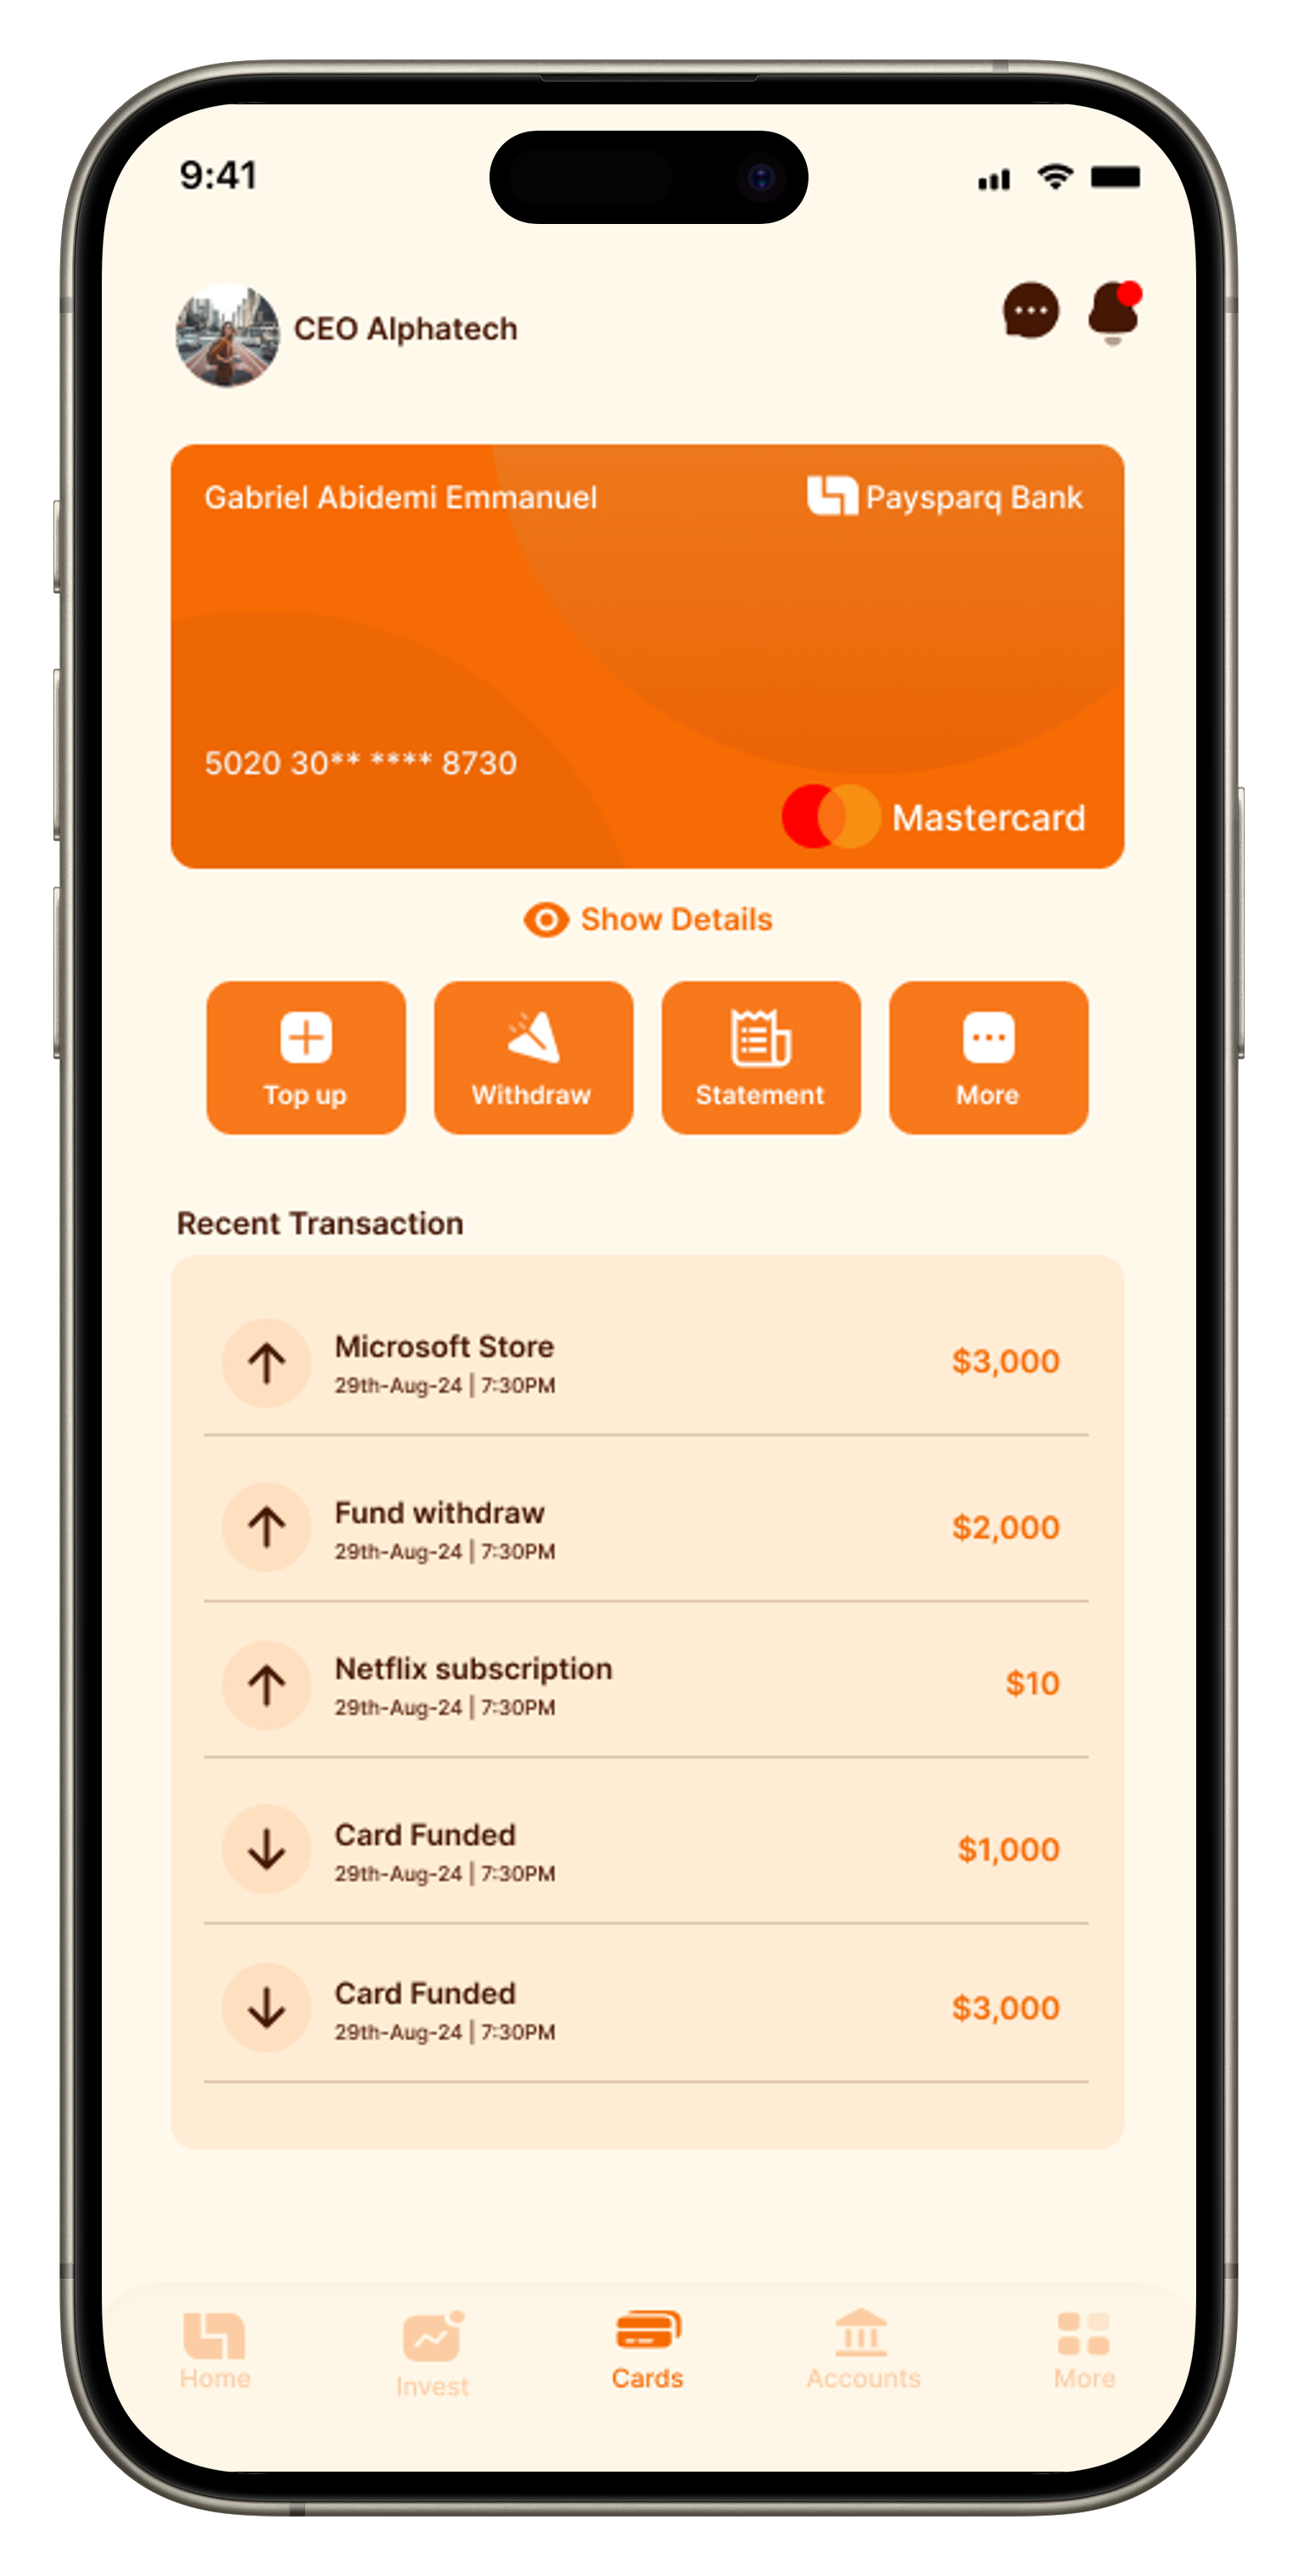 9:41
CEO Alphatech
Gabriel Abidemi Emmanuel
Paysparq Bank
5020 30** **** 8730
Mastercard
Show Details
Top up
Withdraw
Statement
More
Recent Transaction
Microsoft Store
29th-Aug-24 | 7:30PM
$3,000
Fund withdraw
29th-Aug-24 | 7:30PM
$2,000
Netflix subscription
29th-Aug-24 | 7:30PM
$10
Card Funded
29th-Aug-24 | 7:30PM
$1,000
Card Funded
29th-Aug-24 | 7:30PM
$3,000
Home
Invest
Cards
Accounts
More